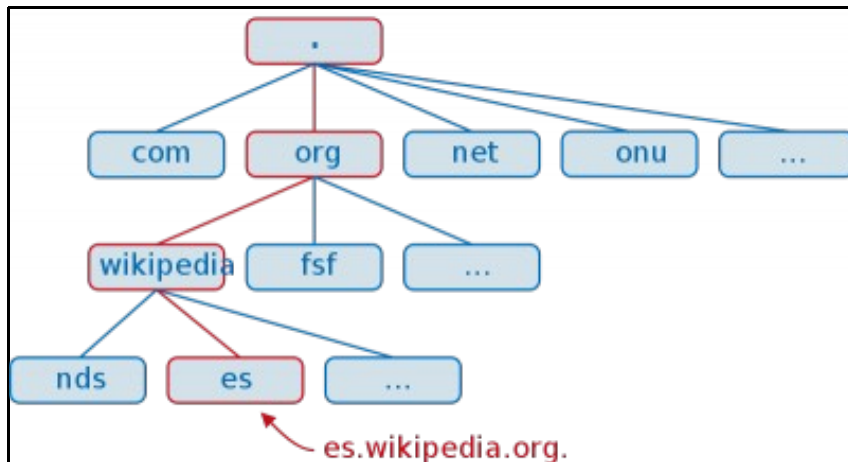 .
com org net onu ...
wikipedia fsf ...
nds es ...
es.wikipedia.org.